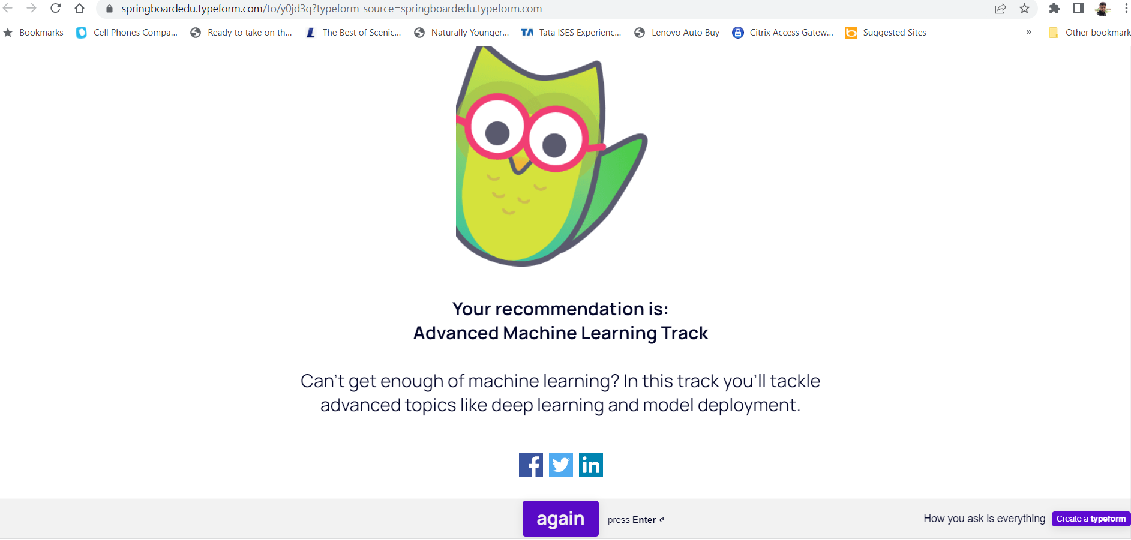 springboardedu.typeform.com/to/y0jd3q?typeform-source=springboardedu.typeform.com
Bookmarks Cell Phones Compa... Ready to take on th... The Best of Scenic... Naturally Younger... TATA Tata iSES Experienc... Lenovo Auto Buy Citrix Access Gatew... Suggested Sites » Other bookmark
Your recommendation is:
Advanced Machine Learning Track
Can't get enough of machine learning? In this track you'll tackle
advanced topics like deep learning and model deployment.
again press Enter ↵ How you ask is everything Create a typeform